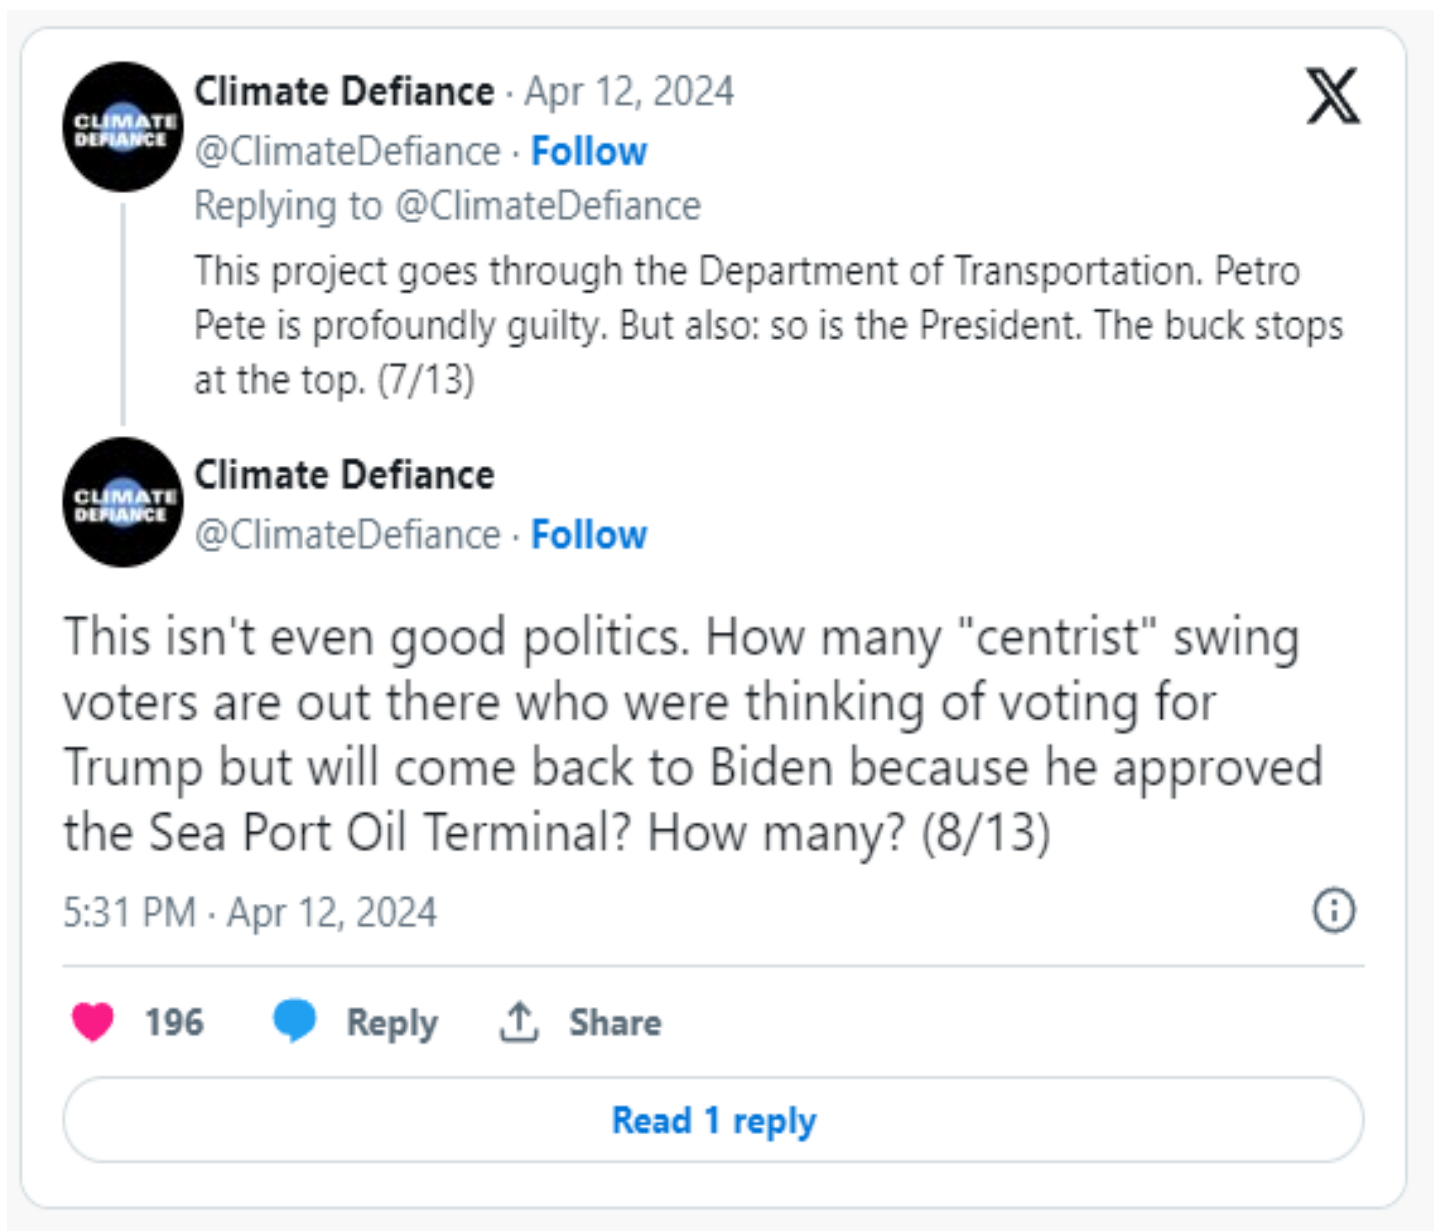 CLIMATE
DEFIANCE
Climate Defiance · Apr 12, 2024
@ClimateDefiance · Follow
Replying to @ClimateDefiance
This project goes through the Department of Transportation. Petro
Pete is profoundly guilty. But also: so is the President. The buck stops
at the top. (7/13)
CLIMATE
DEFIANCE
Climate Defiance
@ClimateDefiance · Follow
This isn't even good politics. How many "centrist" swing
voters are out there who were thinking of voting for
Trump but will come back to Biden because he approved
the Sea Port Oil Terminal? How many? (8/13)
5:31 PM · Apr 12, 2024
196 Reply Share
Read 1 reply